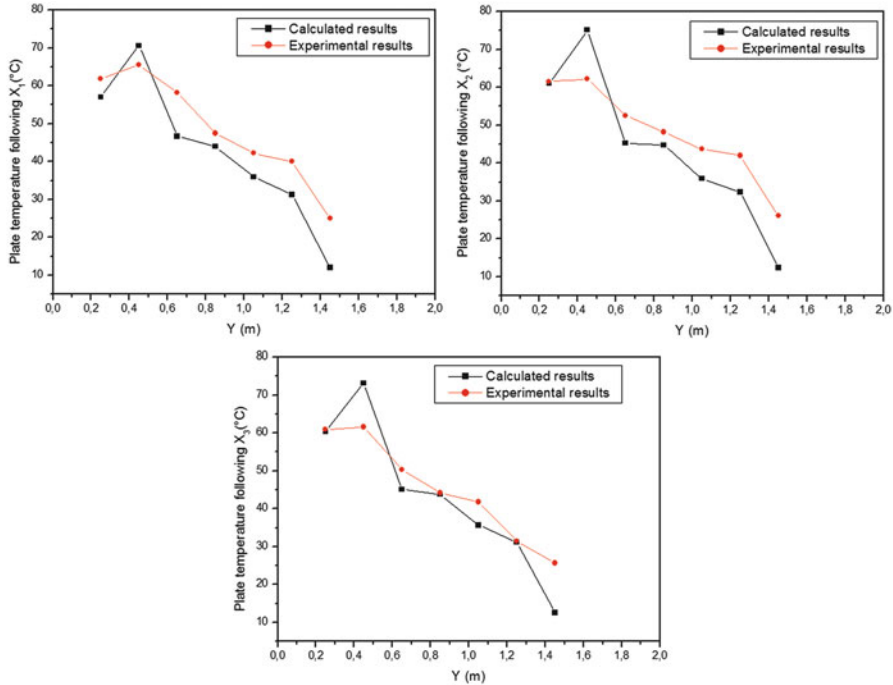 Plate temperature following X₁(°C)
80
70
60
50
40
30
20
10
Calculated results
Experimental results
0,0 0,2 0,4 0,6 0,8 1,0 1,2 1,4 1,6 1,8 2,0
Y (m)
Plate temperature following X₂(°C)
80
70
60
50
40
30
20
10
Calculated results
Experimental results
0,0 0,2 0,4 0,6 0,8 1,0 1,2 1,4 1,6 1,8 2,0
Y (m)
Plate temperature following X₃(°C)
80
70
60
50
40
30
20
10
Calculated results
Experimental results
0,0 0,2 0,4 0,6 0,8 1,0 1,2 1,4 1,6 1,8 2,0
Y (m)